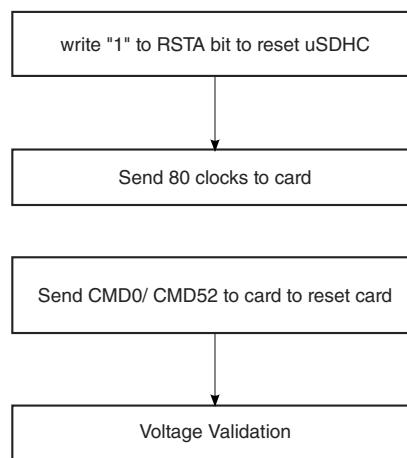 write "1" to RSTA bit to reset uSDHC
Send 80 clocks to card
Send CMD0/ CMD52 to card to reset card
Voltage Validation